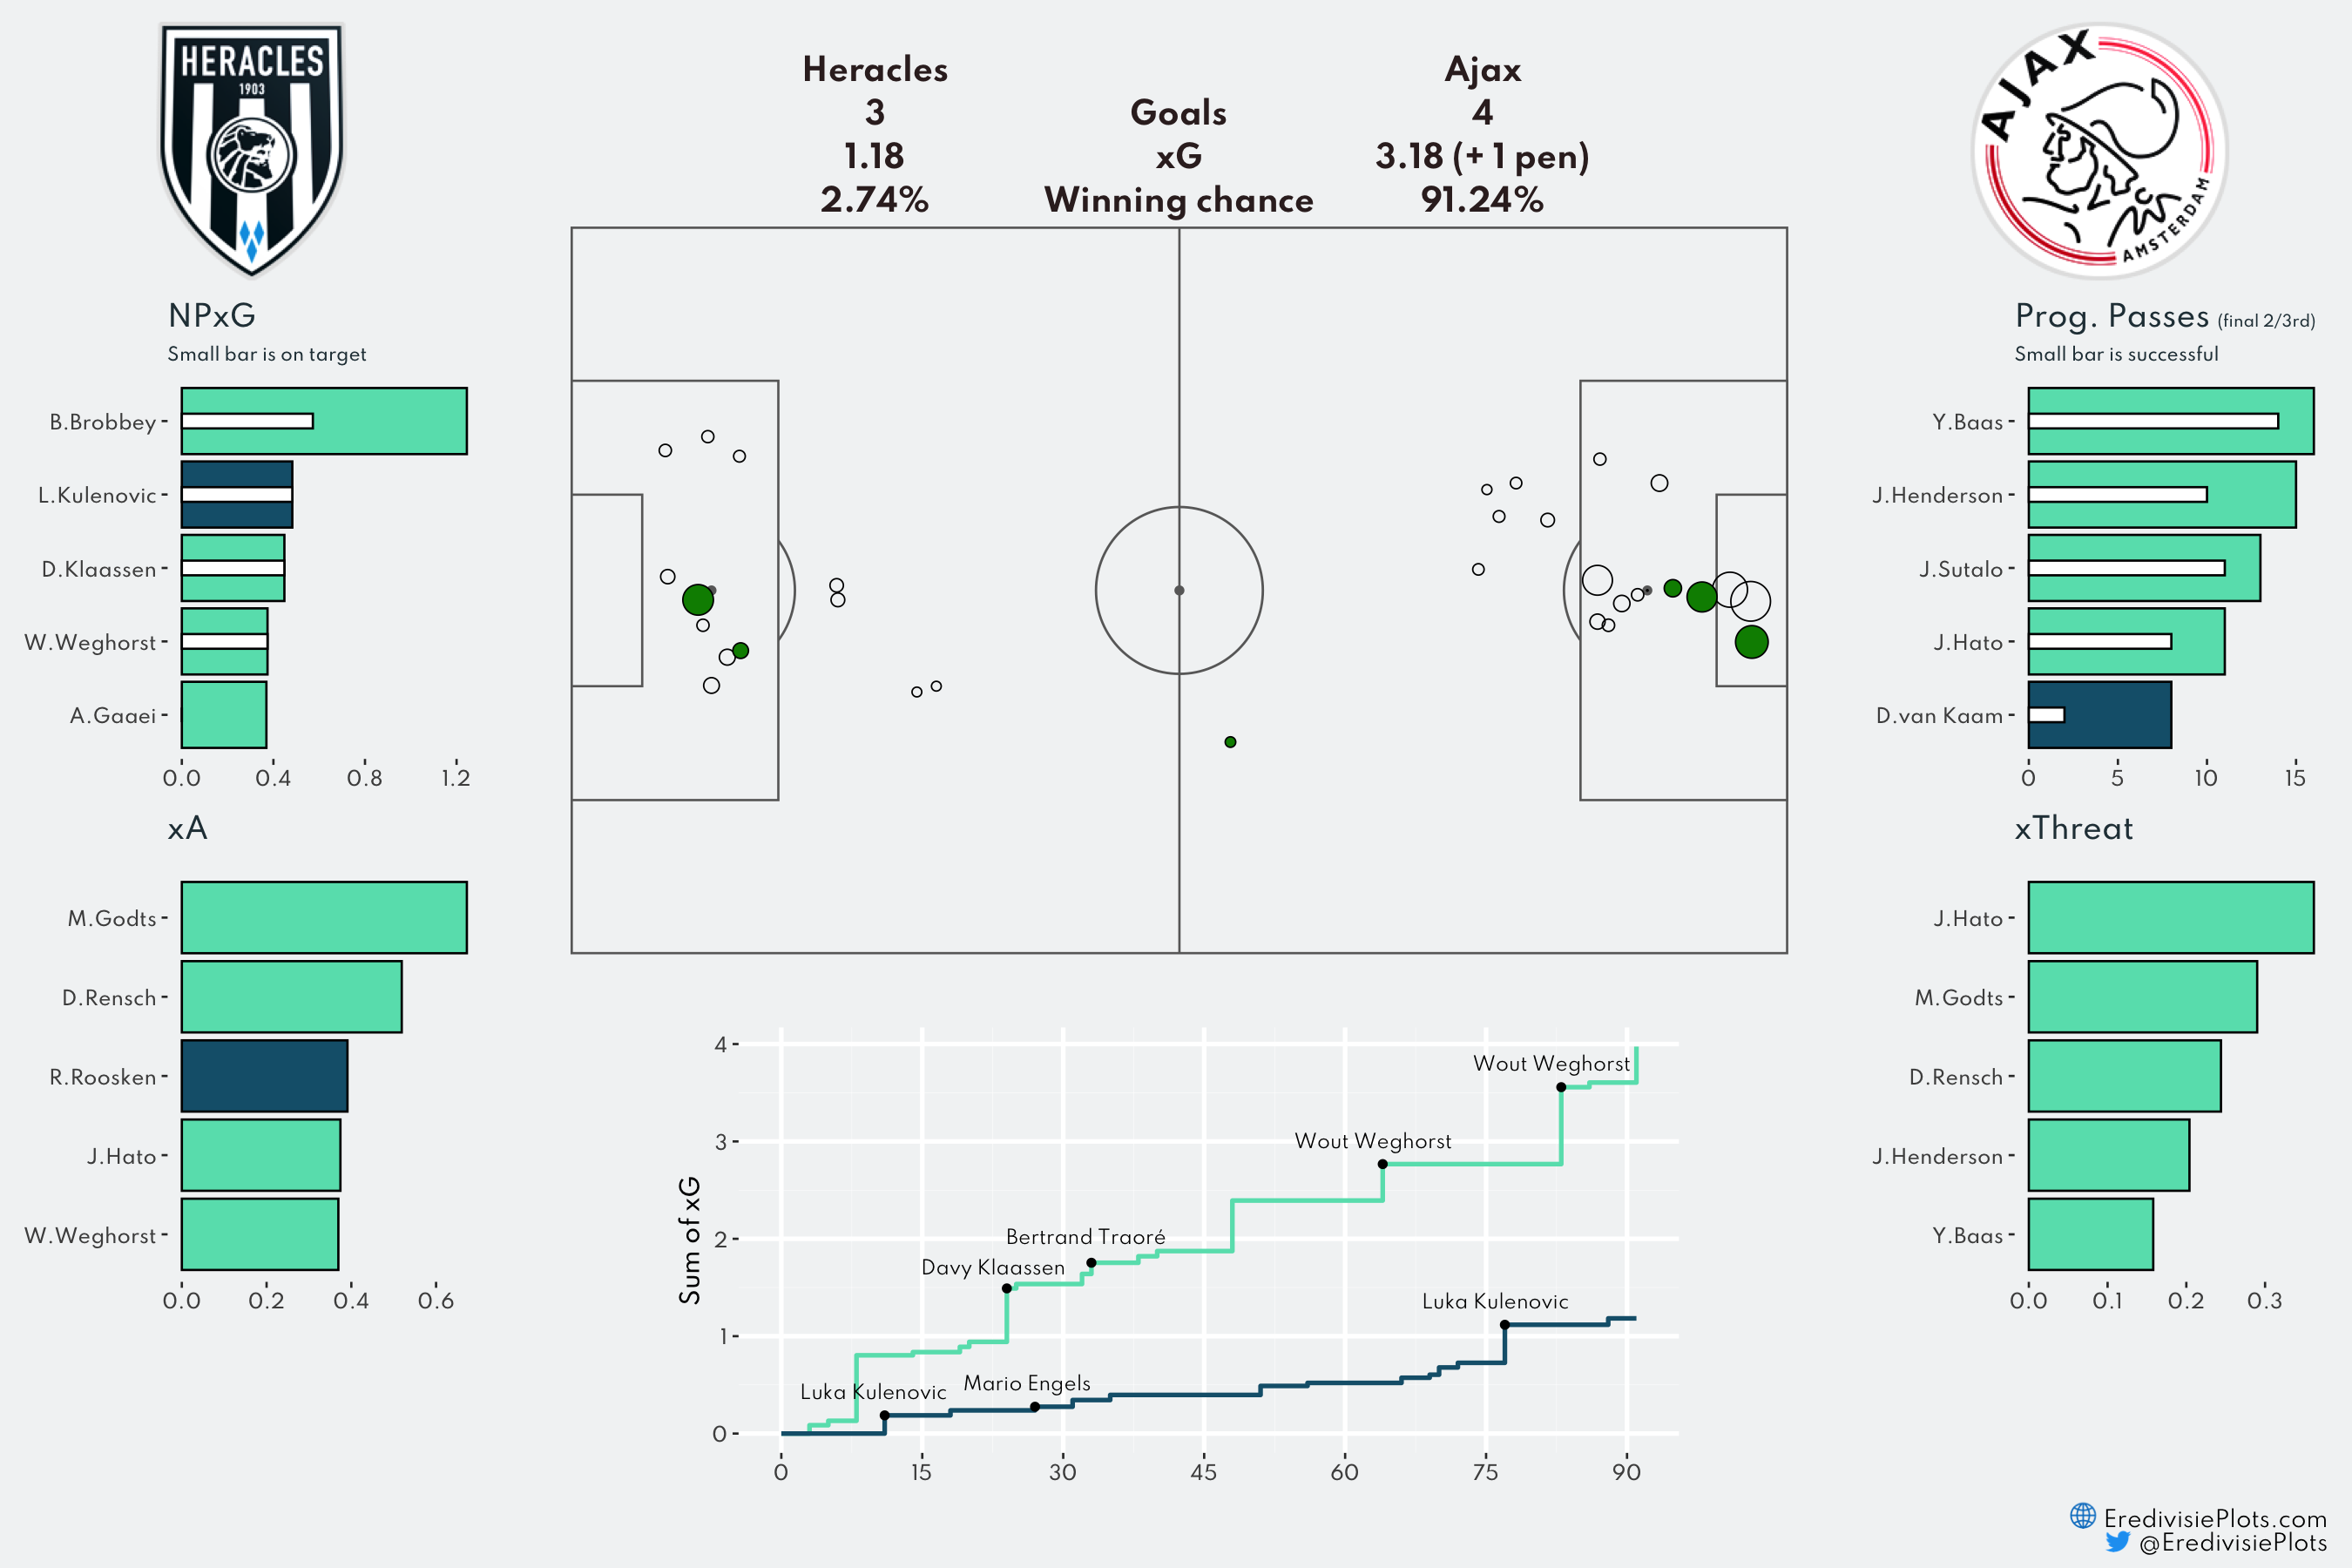 HERACLES
1903
AJAX
AMSTERDAM
Heracles Ajax
3 Goals 4
1.18 xG 3.18 (+ 1 pen)
2.74% Winning chance 91.24%
NPxG
Small bar is on target
B.Brobbey
L.Kulenovic
D.Klaassen
W.Weghorst
A.Gaaei
0.0 0.4 0.8 1.2
xA
M.Godts
D.Rensch
R.Roosken
J.Hato
W.Weghorst
0.0 0.2 0.4 0.6
Prog. Passes (final 2/3rd)
Small bar is successful
Y.Baas
J.Henderson
J.Sutalo
J.Hato
D.van Kaam
0 5 10 15
xThreat
J.Hato
M.Godts
D.Rensch
J.Henderson
Y.Baas
0.0 0.1 0.2 0.3
Sum of xG
4
3
2
1
0
Wout Weghorst
Wout Weghorst
Bertrand Traoré
Davy Klaassen
Luka Kulenovic
Mario Engels
Luka Kulenovic
0 15 30 45 60 75 90
EredivisiePlots.com
@EredivisiePlots